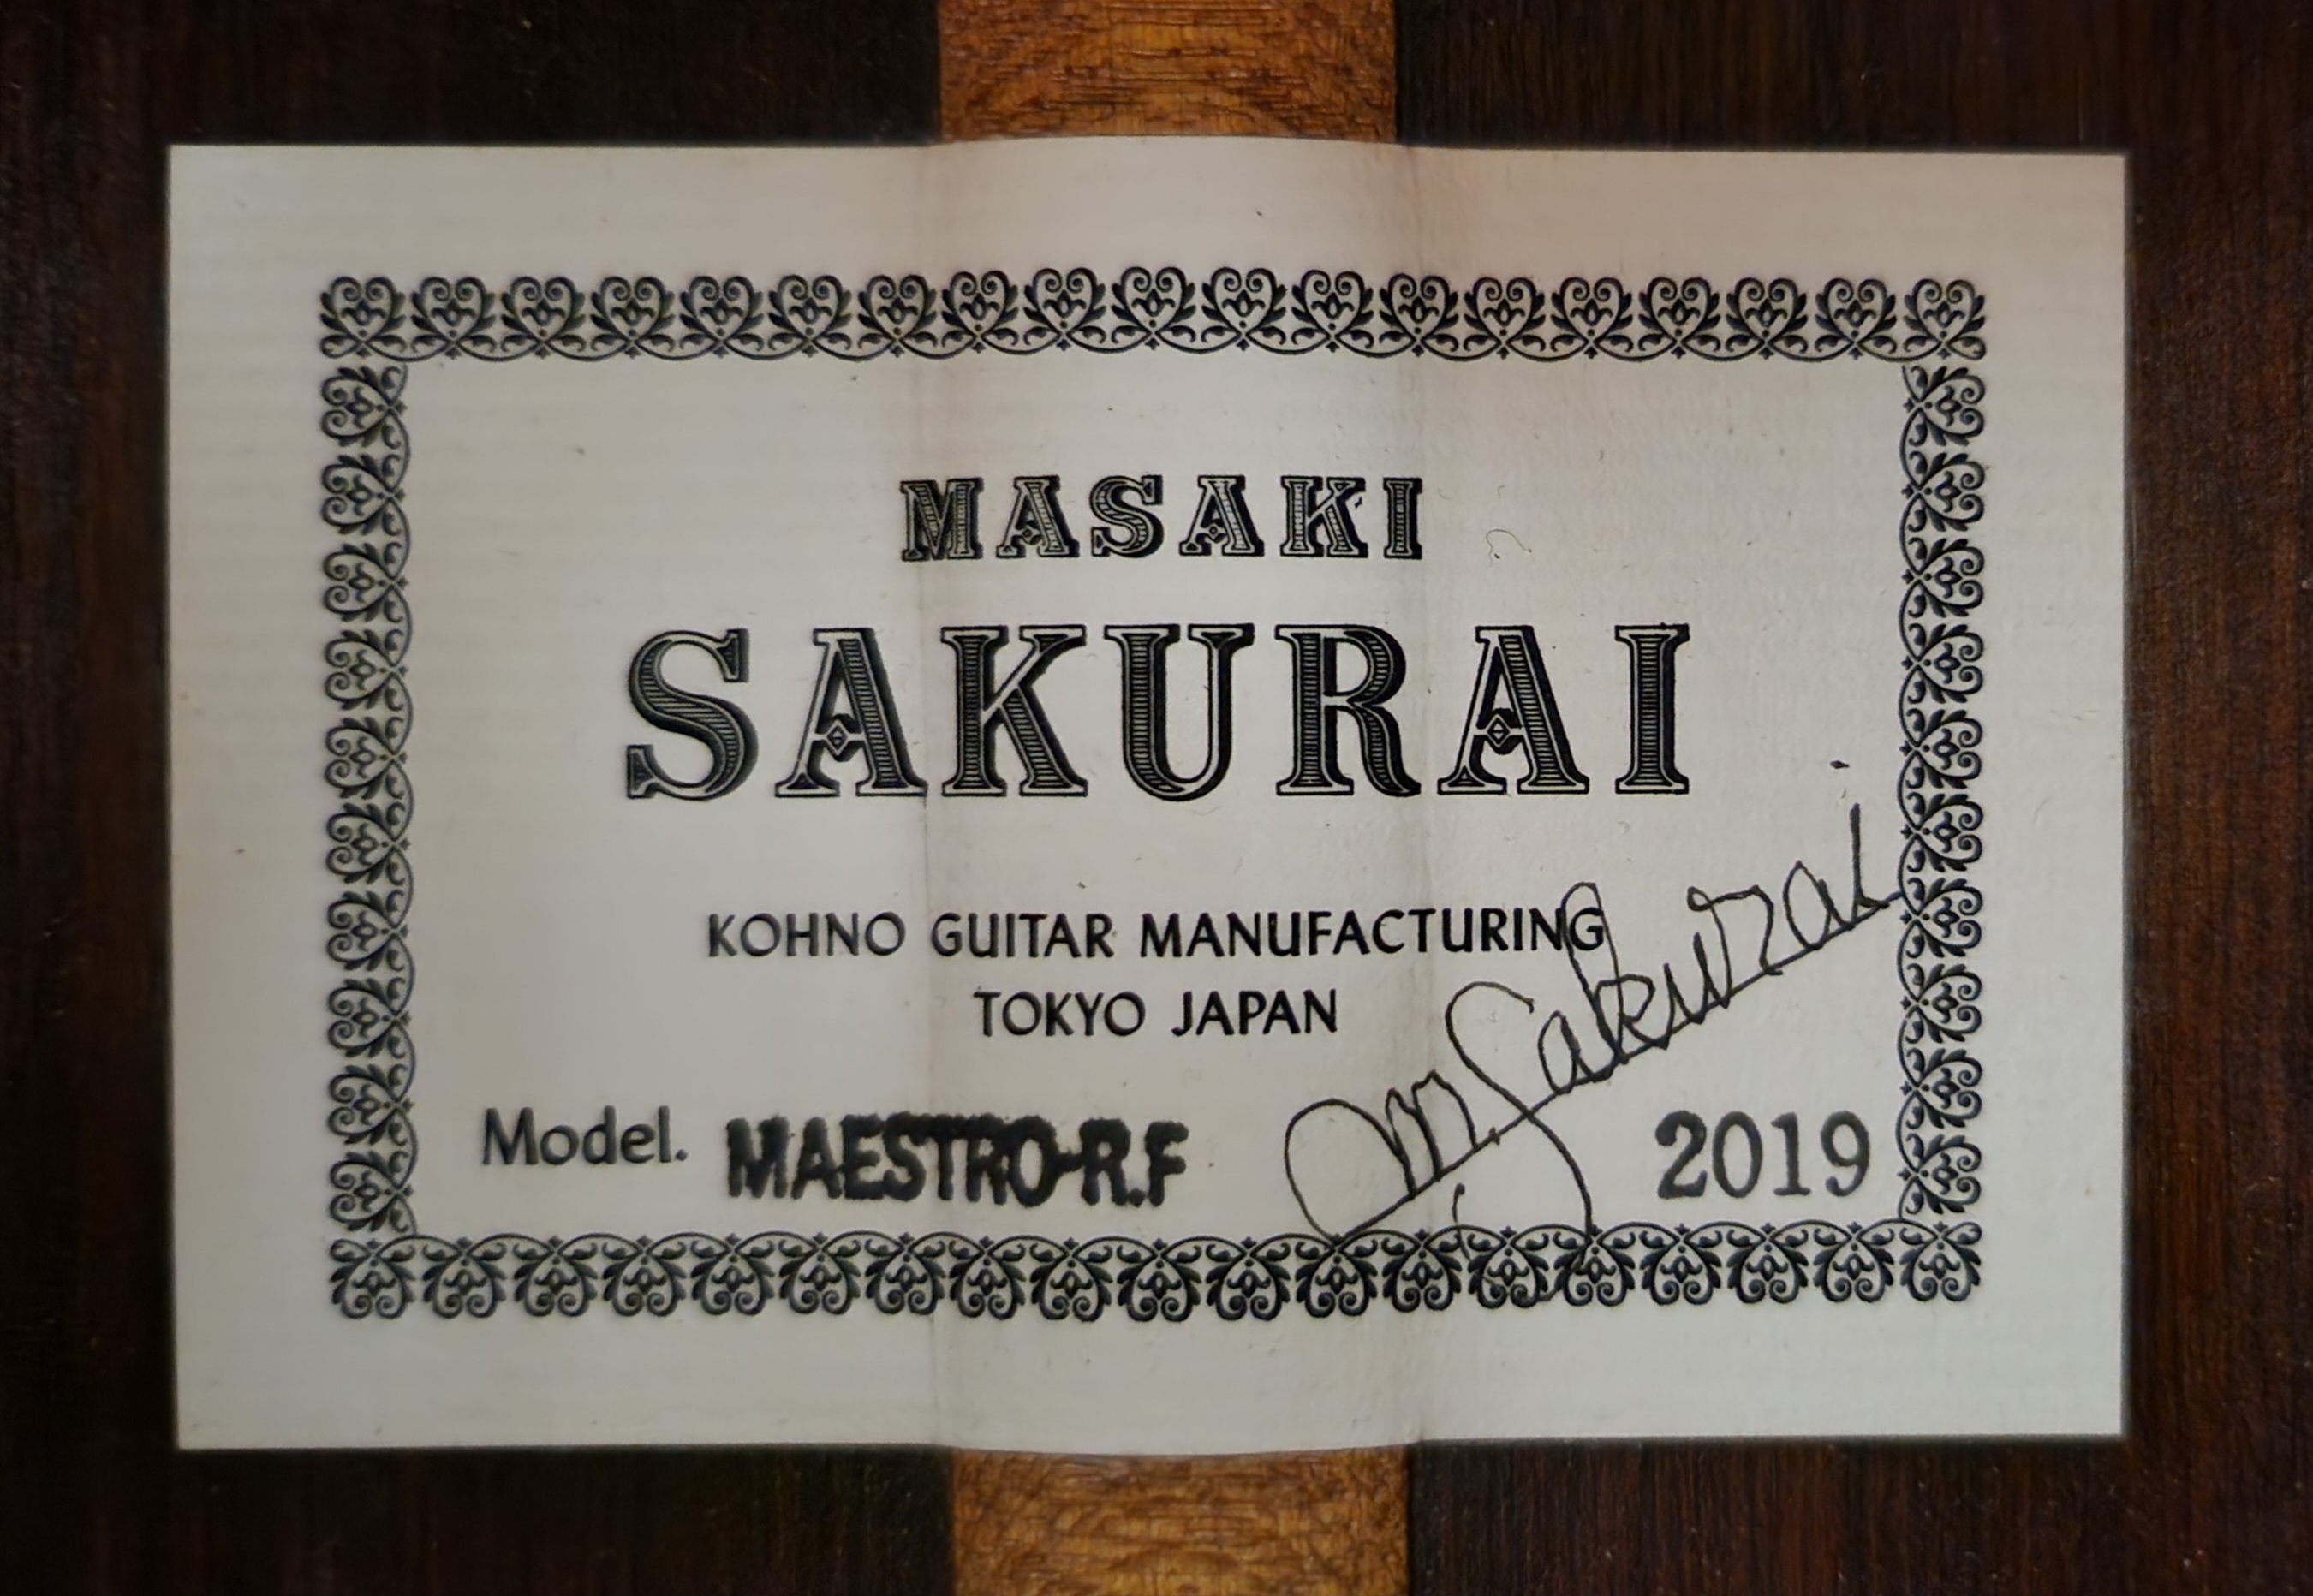 MASAKI
SAKURAI
KOHNO GUITAR MANUFACTURING
TOKYO JAPAN
M Sakurai
Model. MAESTRO-R.F 2019